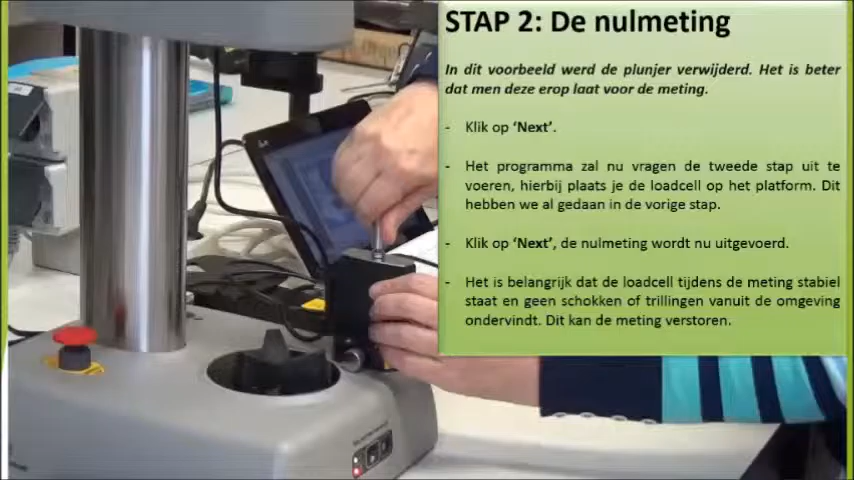 STAP 2: De nulmeting
In dit voorbeeld werd de plunjer verwijderd. Het is beter
dat men deze erop laat voor de meting.
- Klik op ‘Next’.
- Het programma zal nu vragen de tweede stap uit te
voeren, hierbij plaats je de loadcell op het platform. Dit
hebben we al gedaan in de vorige stap.
- Klik op ‘Next’, de nulmeting wordt nu uitgevoerd.
- Het is belangrijk dat de loadcell tijdens de meting stabiel
staat en geen schokken of trillingen vanuit de omgeving
ondervindt. Dit kan de meting verstoren.